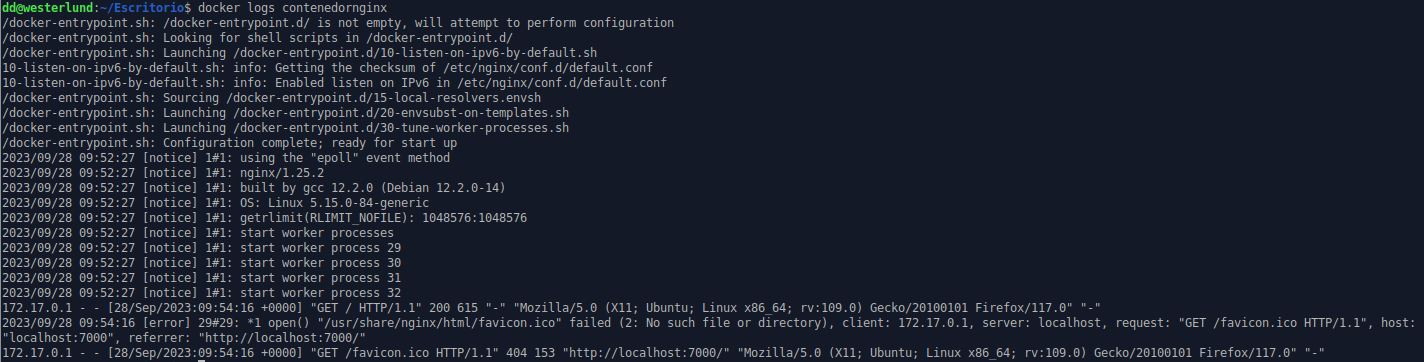 dd@westerlund:~/Escritorio$ docker logs contenedornginx
/docker-entrypoint.sh: /docker-entrypoint.d/ is not empty, will attempt to perform configuration
/docker-entrypoint.sh: Looking for shell scripts in /docker-entrypoint.d/
/docker-entrypoint.sh: Launching /docker-entrypoint.d/10-listen-on-ipv6-by-default.sh
10-listen-on-ipv6-by-default.sh: info: Getting the checksum of /etc/nginx/conf.d/default.conf
10-listen-on-ipv6-by-default.sh: info: Enabled listen on IPv6 in /etc/nginx/conf.d/default.conf
/docker-entrypoint.sh: Sourcing /docker-entrypoint.d/15-local-resolvers.envsh
/docker-entrypoint.sh: Launching /docker-entrypoint.d/20-envsubst-on-templates.sh
/docker-entrypoint.sh: Launching /docker-entrypoint.d/30-tune-worker-processes.sh
/docker-entrypoint.sh: Configuration complete; ready for start up
2023/09/28 09:52:27 [notice] 1#1: using the "epoll" event method
2023/09/28 09:52:27 [notice] 1#1: nginx/1.25.2
2023/09/28 09:52:27 [notice] 1#1: built by gcc 12.2.0 (Debian 12.2.0-14)
2023/09/28 09:52:27 [notice] 1#1: OS: Linux 5.15.0-84-generic
2023/09/28 09:52:27 [notice] 1#1: getrlimit(RLIMIT_NOFILE): 1048576:1048576
2023/09/28 09:52:27 [notice] 1#1: start worker processes
2023/09/28 09:52:27 [notice] 1#1: start worker process 29
2023/09/28 09:52:27 [notice] 1#1: start worker process 30
2023/09/28 09:52:27 [notice] 1#1: start worker process 31
2023/09/28 09:52:27 [notice] 1#1: start worker process 32
172.17.0.1 - - [28/Sep/2023:09:54:16 +0000] "GET / HTTP/1.1" 200 615 "-" "Mozilla/5.0 (X11; Ubuntu; Linux x86_64; rv:109.0) Gecko/20100101 Firefox/117.0" "-"
2023/09/28 09:54:16 [error] 29#29: *1 open() "/usr/share/nginx/html/favicon.ico" failed (2: No such file or directory), client: 172.17.0.1, server: localhost, request: "GET /favicon.ico HTTP/1.1", host:
"localhost:7000", referrer: "http://localhost:7000/"
172.17.0.1 - - [28/Sep/2023:09:54:16 +0000] "GET /favicon.ico HTTP/1.1" 404 153 "http://localhost:7000/" "Mozilla/5.0 (X11; Ubuntu; Linux x86_64; rv:109.0) Gecko/20100101 Firefox/117.0" "-"